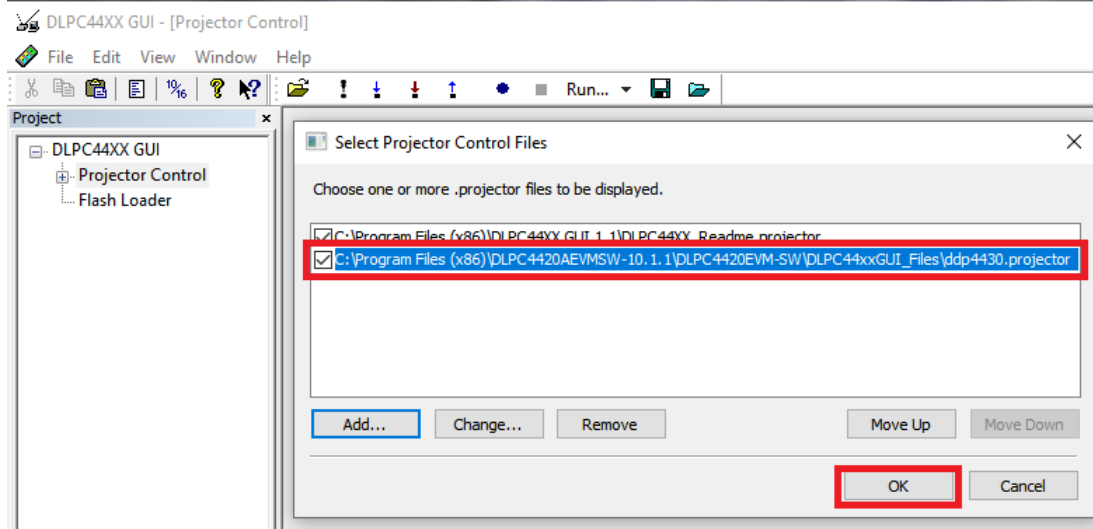 DLPC44XX GUI - [Projector Control]
File Edit View Window Help
10/16 Run...
Project x
DLPC44XX GUI
Projector Control
Flash Loader
Select Projector Control Files
Choose one or more .projector files to be displayed.
C:\Program Files (x86)\DLPC44XX GUI 1.1\DLPC44XX_Readme.projector
C:\Program Files (x86)\DLPC4420AEVMSW-10.1.1\DLPC4420EVM-SW\DLPC44xxGUI_Files\ddp4430.projector
Add... Change... Remove Move Up Move Down
OK Cancel